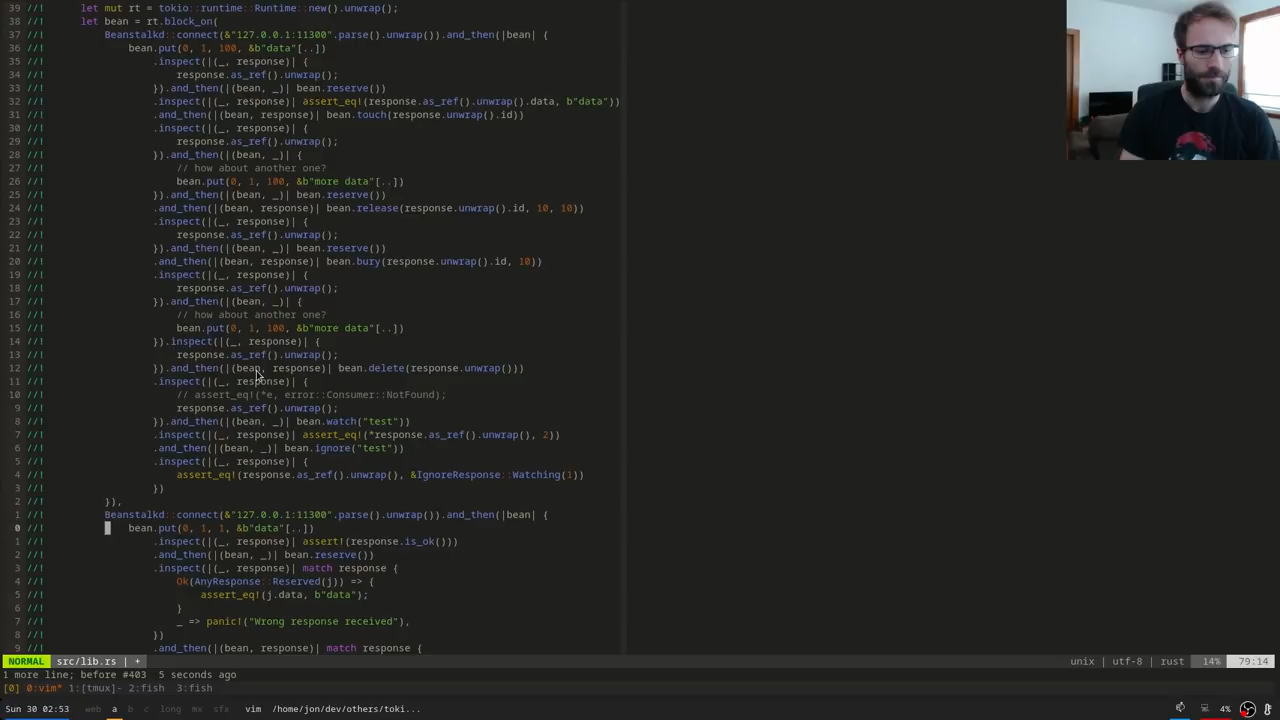 39 //!     let mut rt = tokio::runtime::Runtime::new().unwrap();
38 //!     let bean = rt.block_on(
37 //!         Beanstalkd::connect(&"127.0.0.1:11300".parse().unwrap()).and_then(|bean| {
36 //!             bean.put(0, 1, 100, &b"data"[..])
35 //!                 .inspect(|(_, response)| {
34 //!                     response.as_ref().unwrap();
33 //!                 }).and_then(|(bean, _)| bean.reserve())
32 //!                 .inspect(|(_, response)| assert_eq!(response.as_ref().unwrap().data, b"data"))
31 //!                 .and_then(|(bean, response)| bean.touch(response.unwrap().id))
30 //!                 .inspect(|(_, response)| {
29 //!                     response.as_ref().unwrap();
28 //!                 }).and_then(|(bean, _)| {
27 //!                     // how about another one?
26 //!                     bean.put(0, 1, 100, &b"more data"[..])
25 //!                 }).and_then(|(bean, _)| bean.reserve())
24 //!                 .and_then(|(bean, response)| bean.release(response.unwrap().id, 10, 10))
23 //!                 .inspect(|(_, response)| {
22 //!                     response.as_ref().unwrap();
21 //!                 }).and_then(|(bean, _)| bean.reserve())
20 //!                 .and_then(|(bean, response)| bean.bury(response.unwrap().id, 10))
19 //!                 .inspect(|(_, response)| {
18 //!                     response.as_ref().unwrap();
17 //!                 }).and_then(|(bean, _)| {
16 //!                     // how about another one?
15 //!                     bean.put(0, 1, 100, &b"more data"[..])
14 //!                 }).inspect(|(_, response)| {
13 //!                     response.as_ref().unwrap();
12 //!                 }).and_then(|(bean, response)| bean.delete(response.unwrap()))
11 //!                 .inspect(|(_, response)| {
10 //!                     // assert_eq!(*e, error::Consumer::NotFound);
9 //!                     response.as_ref().unwrap();
8 //!                 }).and_then(|(bean, _)| bean.watch("test"))
7 //!                 .inspect(|(_, response)| assert_eq!(*response.as_ref().unwrap(), 2))
6 //!                 .and_then(|(bean, _)| bean.ignore("test"))
5 //!                 .inspect(|(_, response)| {
4 //!                     assert_eq!(response.as_ref().unwrap(), &IgnoreResponse::Watching(1))
3 //!                 })
2 //!         }),
1 //!         Beanstalkd::connect(&"127.0.0.1:11300".parse().unwrap()).and_then(|bean| {
0 //!             bean.put(0, 1, 1, &b"data"[..])
1 //!                 .inspect(|(_, response)| assert!(response.is_ok()))
2 //!                 .and_then(|(bean, _)| bean.reserve())
3 //!                 .inspect(|(_, response)| match response {
4 //!                     Ok(AnyResponse::Reserved(j)) => {
5 //!                         assert_eq!(j.data, b"data");
6 //!                     }
7 //!                     _ => panic!("Wrong response received"),
8 //!                 })
9 //!                 .and_then(|(bean, response)| match response {
NORMAL src/lib.rs | + unix | utf-8 | rust 14% 79:14
1 more line; before #403  5 seconds ago
[0] 0:vim* 1:[tmux]- 2:fish  3:fish
Sun 30 02:53 web a b c long mx sfx vim /home/jon/dev/others/toki... 4%